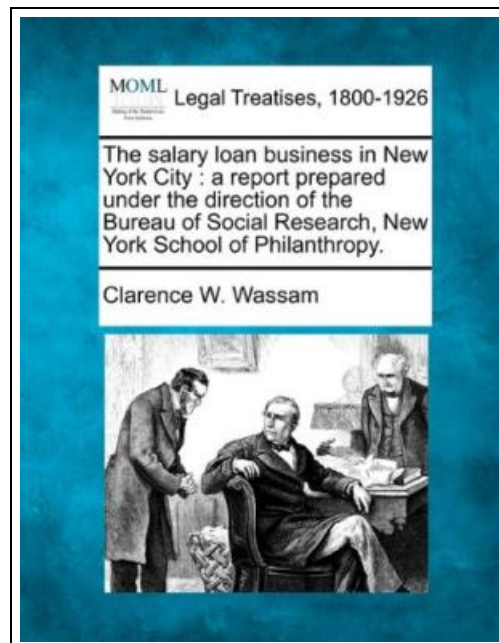 MOML
Legal Treatises, 1800-1926
The salary loan business in New
York City : a report prepared
under the direction of the
Bureau of Social Research, New
York School of Philanthropy.
Clarence W. Wassam